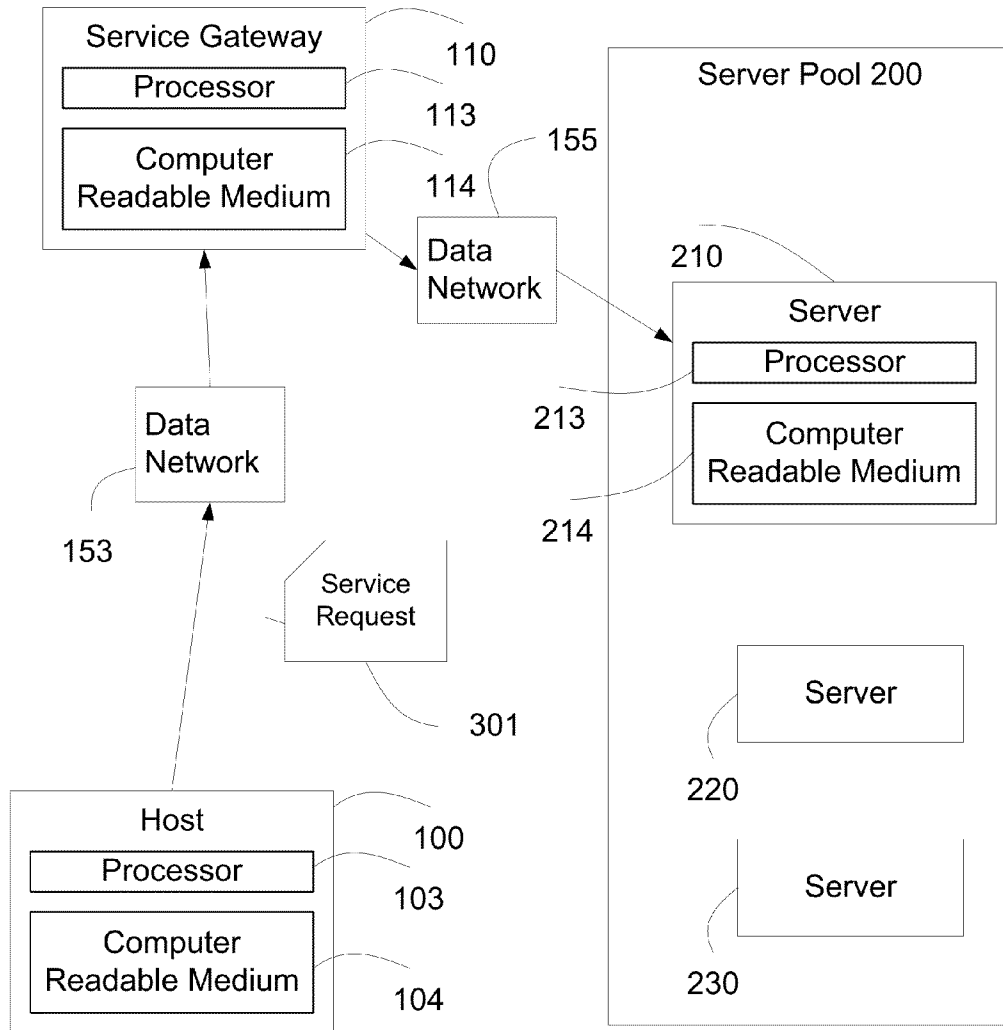 Service Gateway
110
Processor
113
Computer
Readable Medium
114
155
Data
Network
Server Pool 200
210
Server
Processor
213
Computer
Readable Medium
214
Data
Network
153
Service
Request
301
Server
220
Server
230
Host
100
Processor
103
Computer
Readable Medium
104